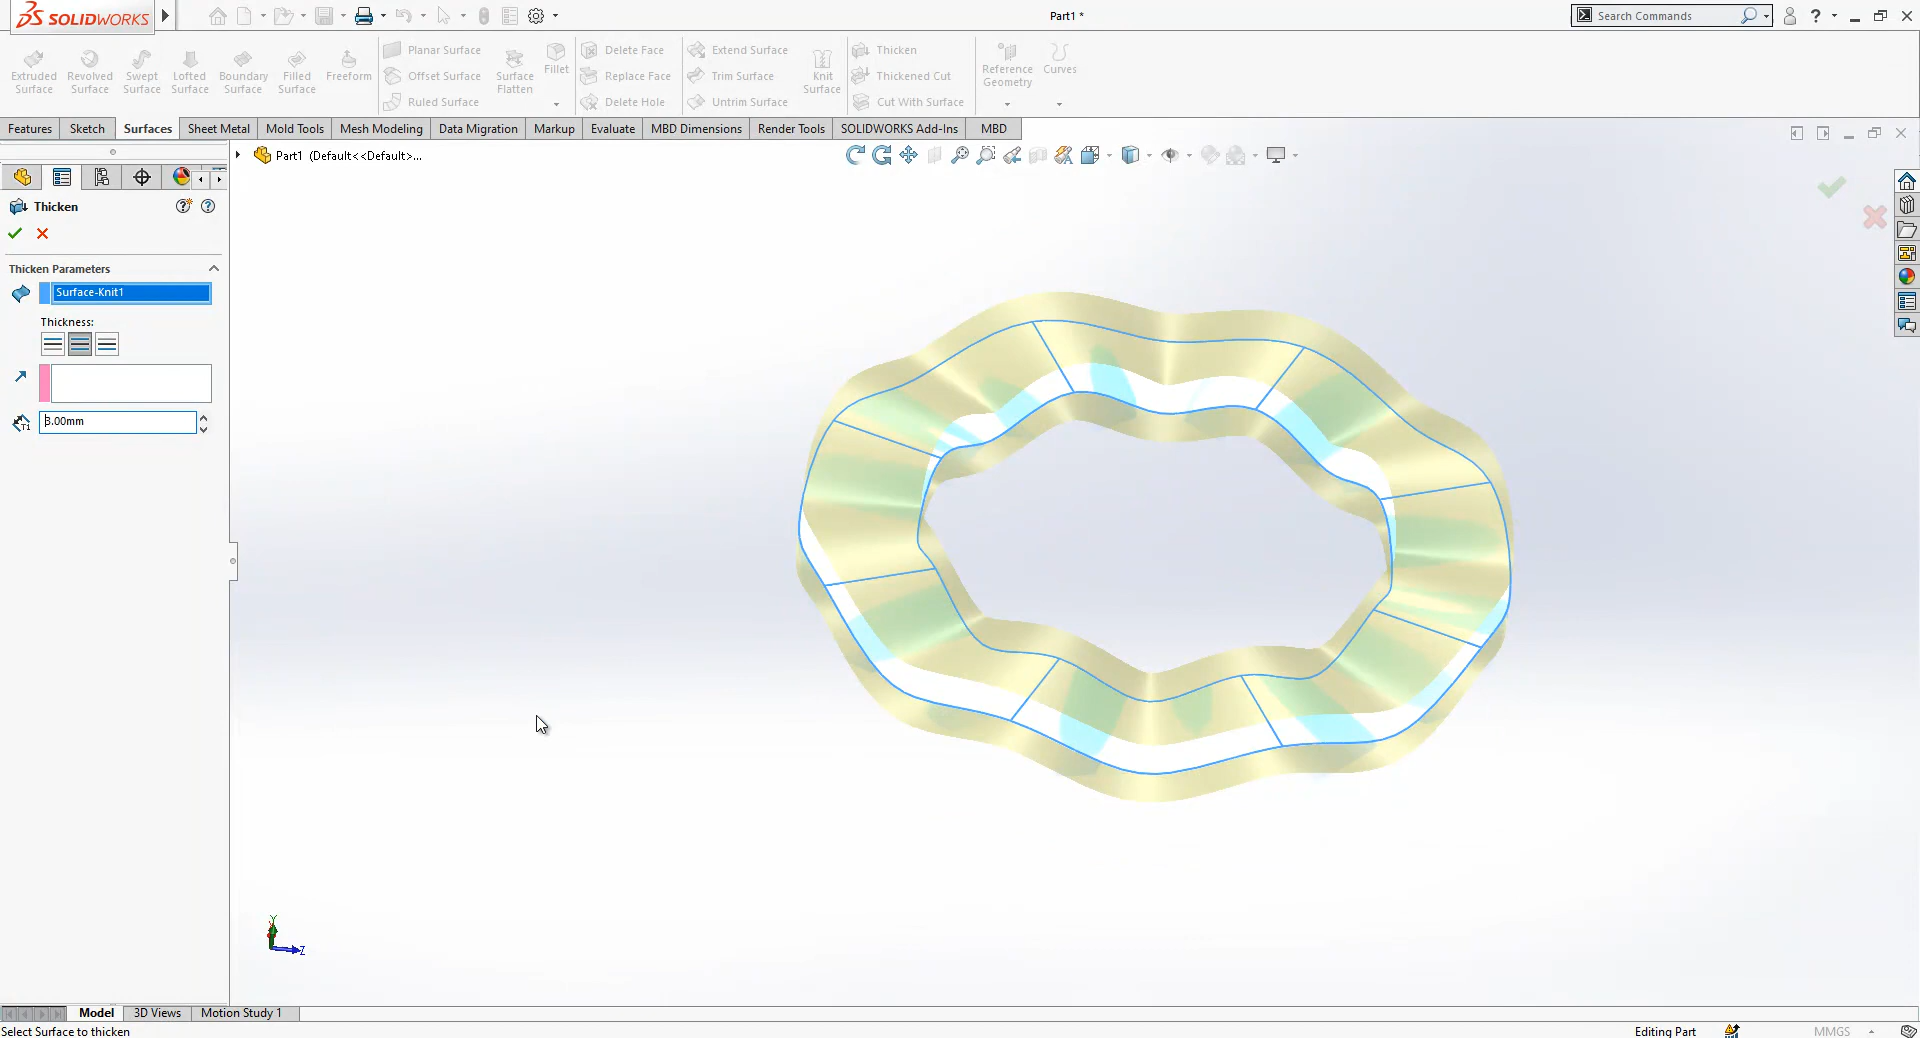 SOLIDWORKS
Part1 *
Search Commands
Extruded Surface
Revolved Surface
Swept Surface
Lofted Surface
Boundary Surface
Filled Surface
Freeform
Planar Surface
Offset Surface
Ruled Surface
Surface Flatten
Fillet
Delete Face
Replace Face
Delete Hole
Extend Surface
Trim Surface
Untrim Surface
Knit Surface
Thicken
Thickened Cut
Cut With Surface
Reference Geometry
Curves
Features
Sketch
Surfaces
Sheet Metal
Mold Tools
Mesh Modeling
Data Migration
Markup
Evaluate
MBD Dimensions
Render Tools
SOLIDWORKS Add-Ins
MBD
Part1 (Default<<Default>...
Thicken
Thicken Parameters
Surface-Knit1
Thickness:
3.00mm
Y
Z
Model
3D Views
Motion Study 1
Select Surface to thicken
Editing Part
MMGS